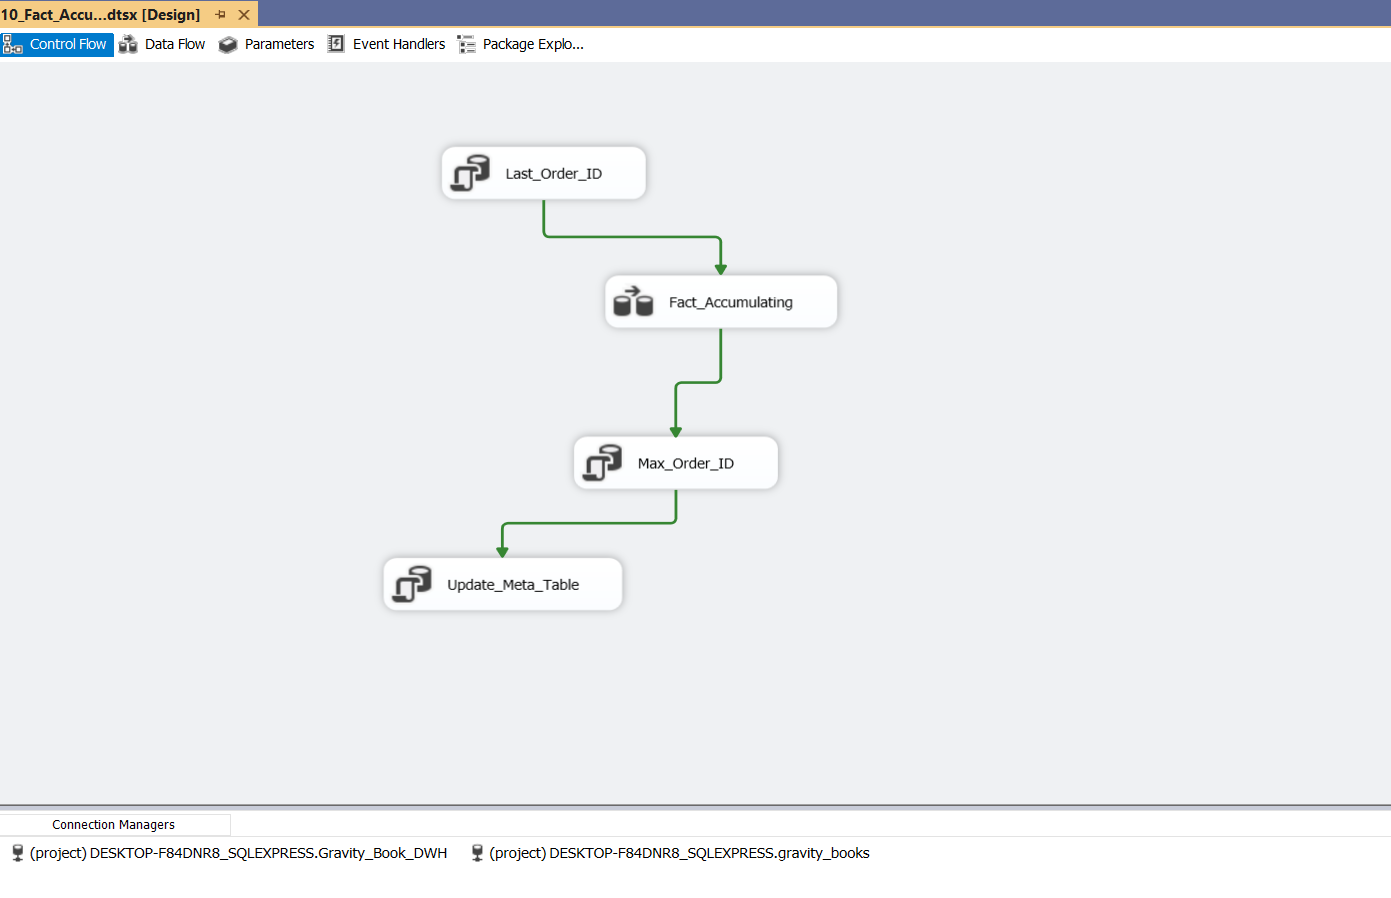 10_Fact_Accu...dtsx [Design]
Control Flow Data Flow Parameters Event Handlers Package Explo...
Last_Order_ID
Fact_Accumulating
Max_Order_ID
Update_Meta_Table
Connection Managers
(project) DESKTOP-F84DNR8_SQLEXPRESS.Gravity_Book_DWH (project) DESKTOP-F84DNR8_SQLEXPRESS.gravity_books